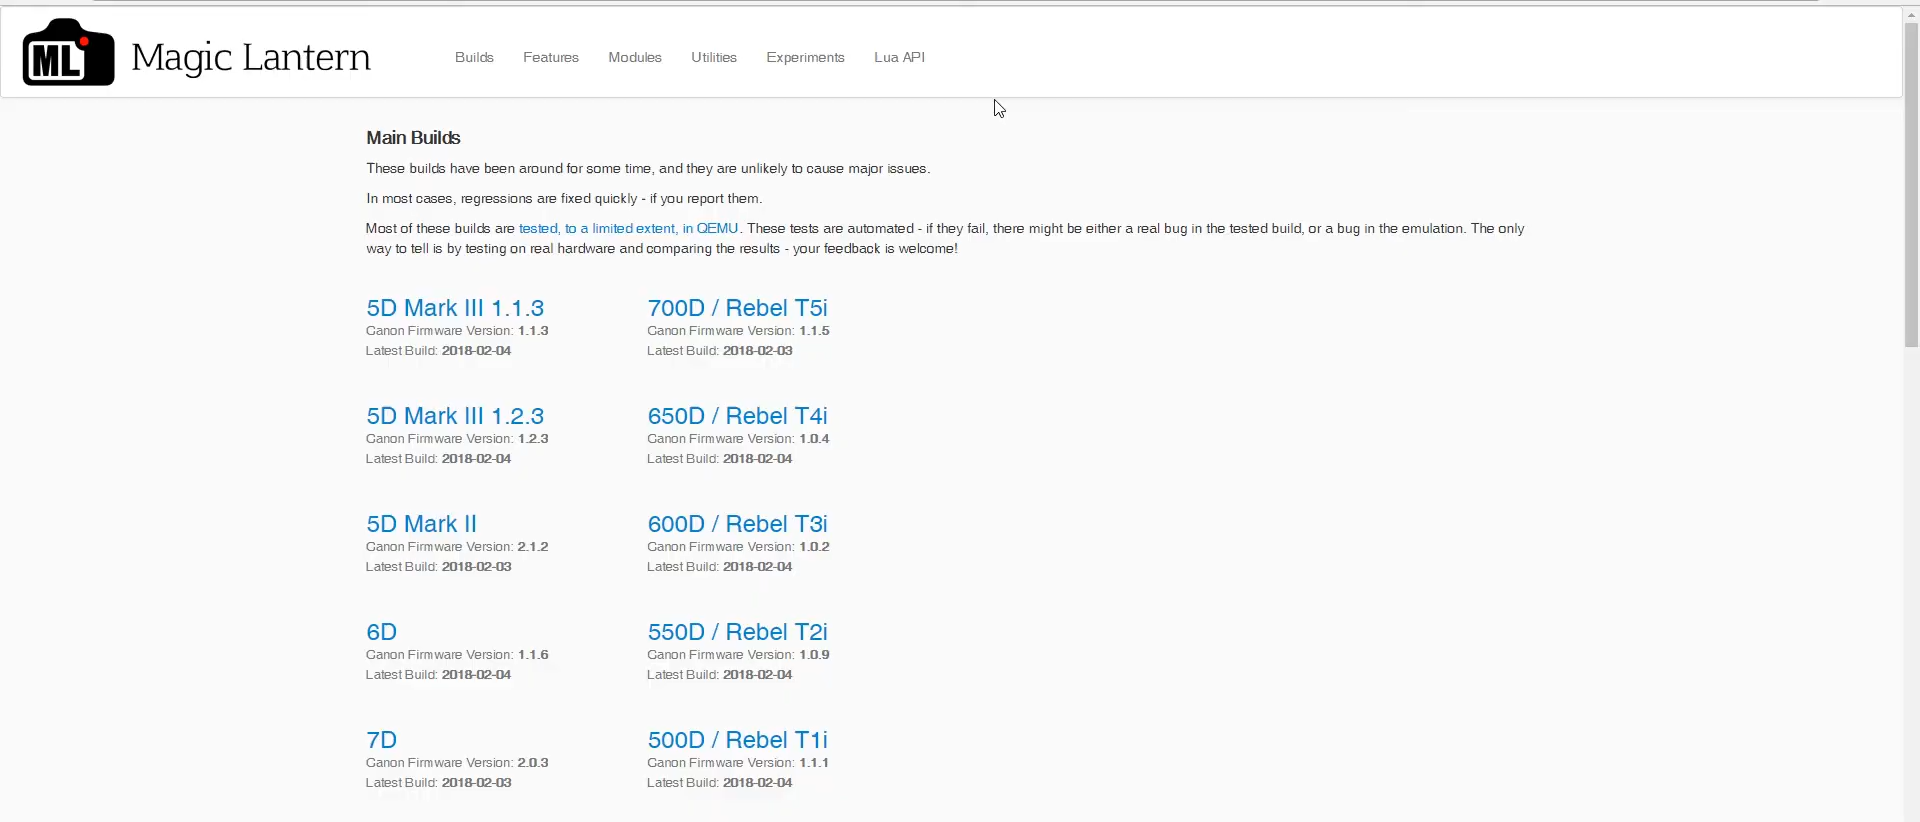 ML Magic Lantern
Builds Features Modules Utilities Experiments Lua API
Main Builds
These builds have been around for some time, and they are unlikely to cause major issues.
In most cases, regressions are fixed quickly - if you report them.
Most of these builds are tested, to a limited extent, in QEMU. These tests are automated - if they fail, there might be either a real bug in the tested build, or a bug in the emulation. The only
way to tell is by testing on real hardware and comparing the results - your feedback is welcome!
5D Mark III 1.1.3
Canon Firmware Version: 1.1.3
Latest Build: 2018-02-04
700D / Rebel T5i
Canon Firmware Version: 1.1.5
Latest Build: 2018-02-03
5D Mark III 1.2.3
Canon Firmware Version: 1.2.3
Latest Build: 2018-02-04
650D / Rebel T4i
Canon Firmware Version: 1.0.4
Latest Build: 2018-02-04
5D Mark II
Canon Firmware Version: 2.1.2
Latest Build: 2018-02-03
600D / Rebel T3i
Canon Firmware Version: 1.0.2
Latest Build: 2018-02-04
6D
Canon Firmware Version: 1.1.6
Latest Build: 2018-02-04
550D / Rebel T2i
Canon Firmware Version: 1.0.9
Latest Build: 2018-02-04
7D
Canon Firmware Version: 2.0.3
Latest Build: 2018-02-03
500D / Rebel T1i
Canon Firmware Version: 1.1.1
Latest Build: 2018-02-04